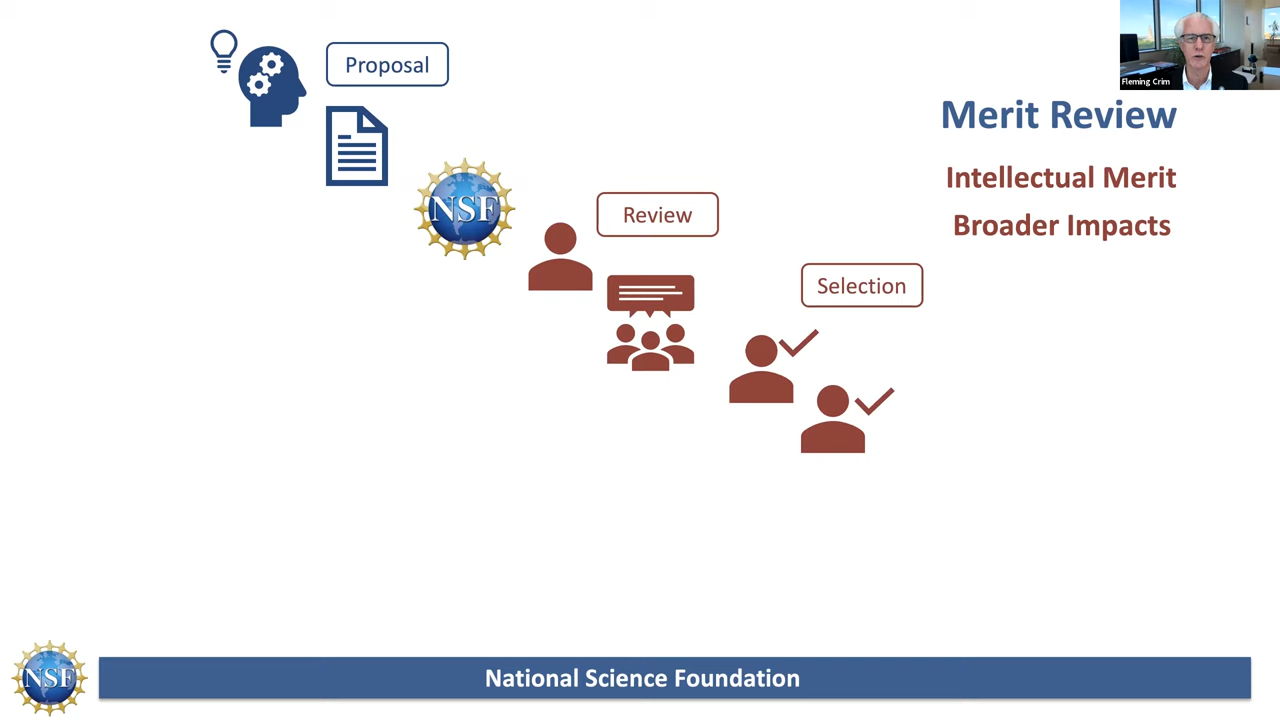 Proposal
Fleming Crim
Merit Review
Intellectual Merit
NSF
Review
Broader Impacts
Selection
NSF
National Science Foundation